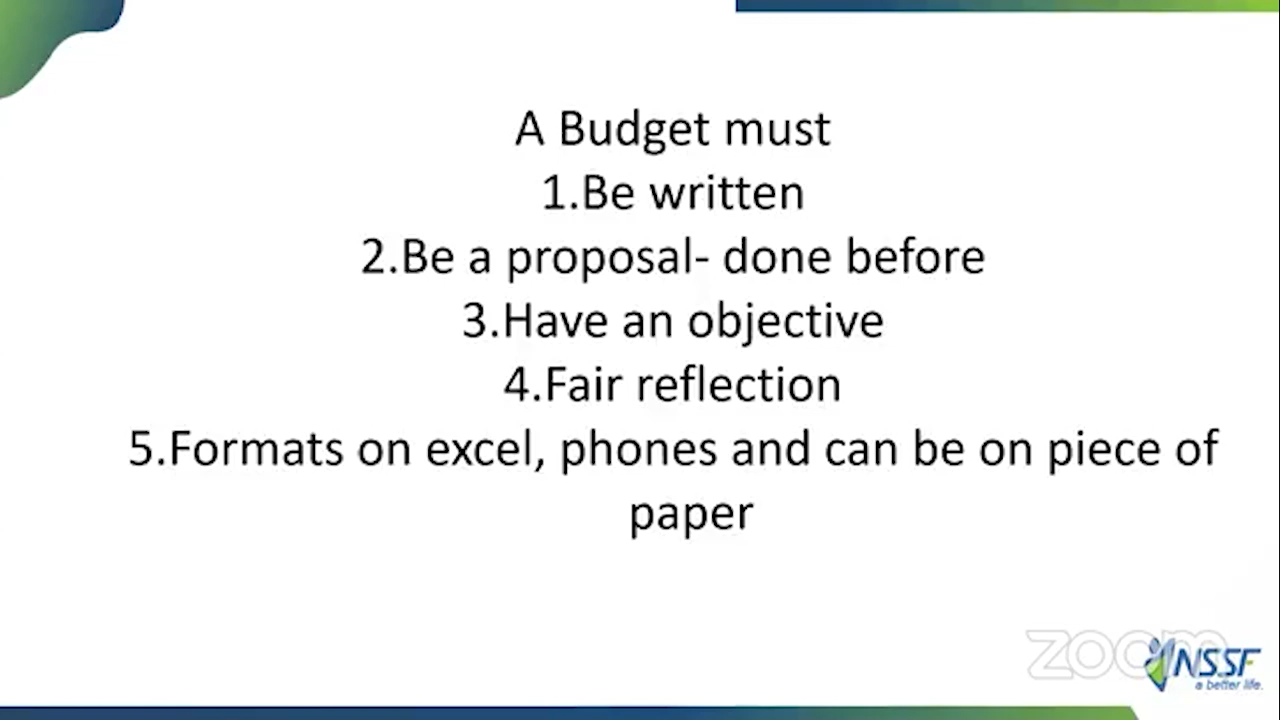 A Budget must
1.Be written
2.Be a proposal- done before
3.Have an objective
4.Fair reflection
5.Formats on excel, phones and can be on piece of
paper
zoom
NSSF
a better life.